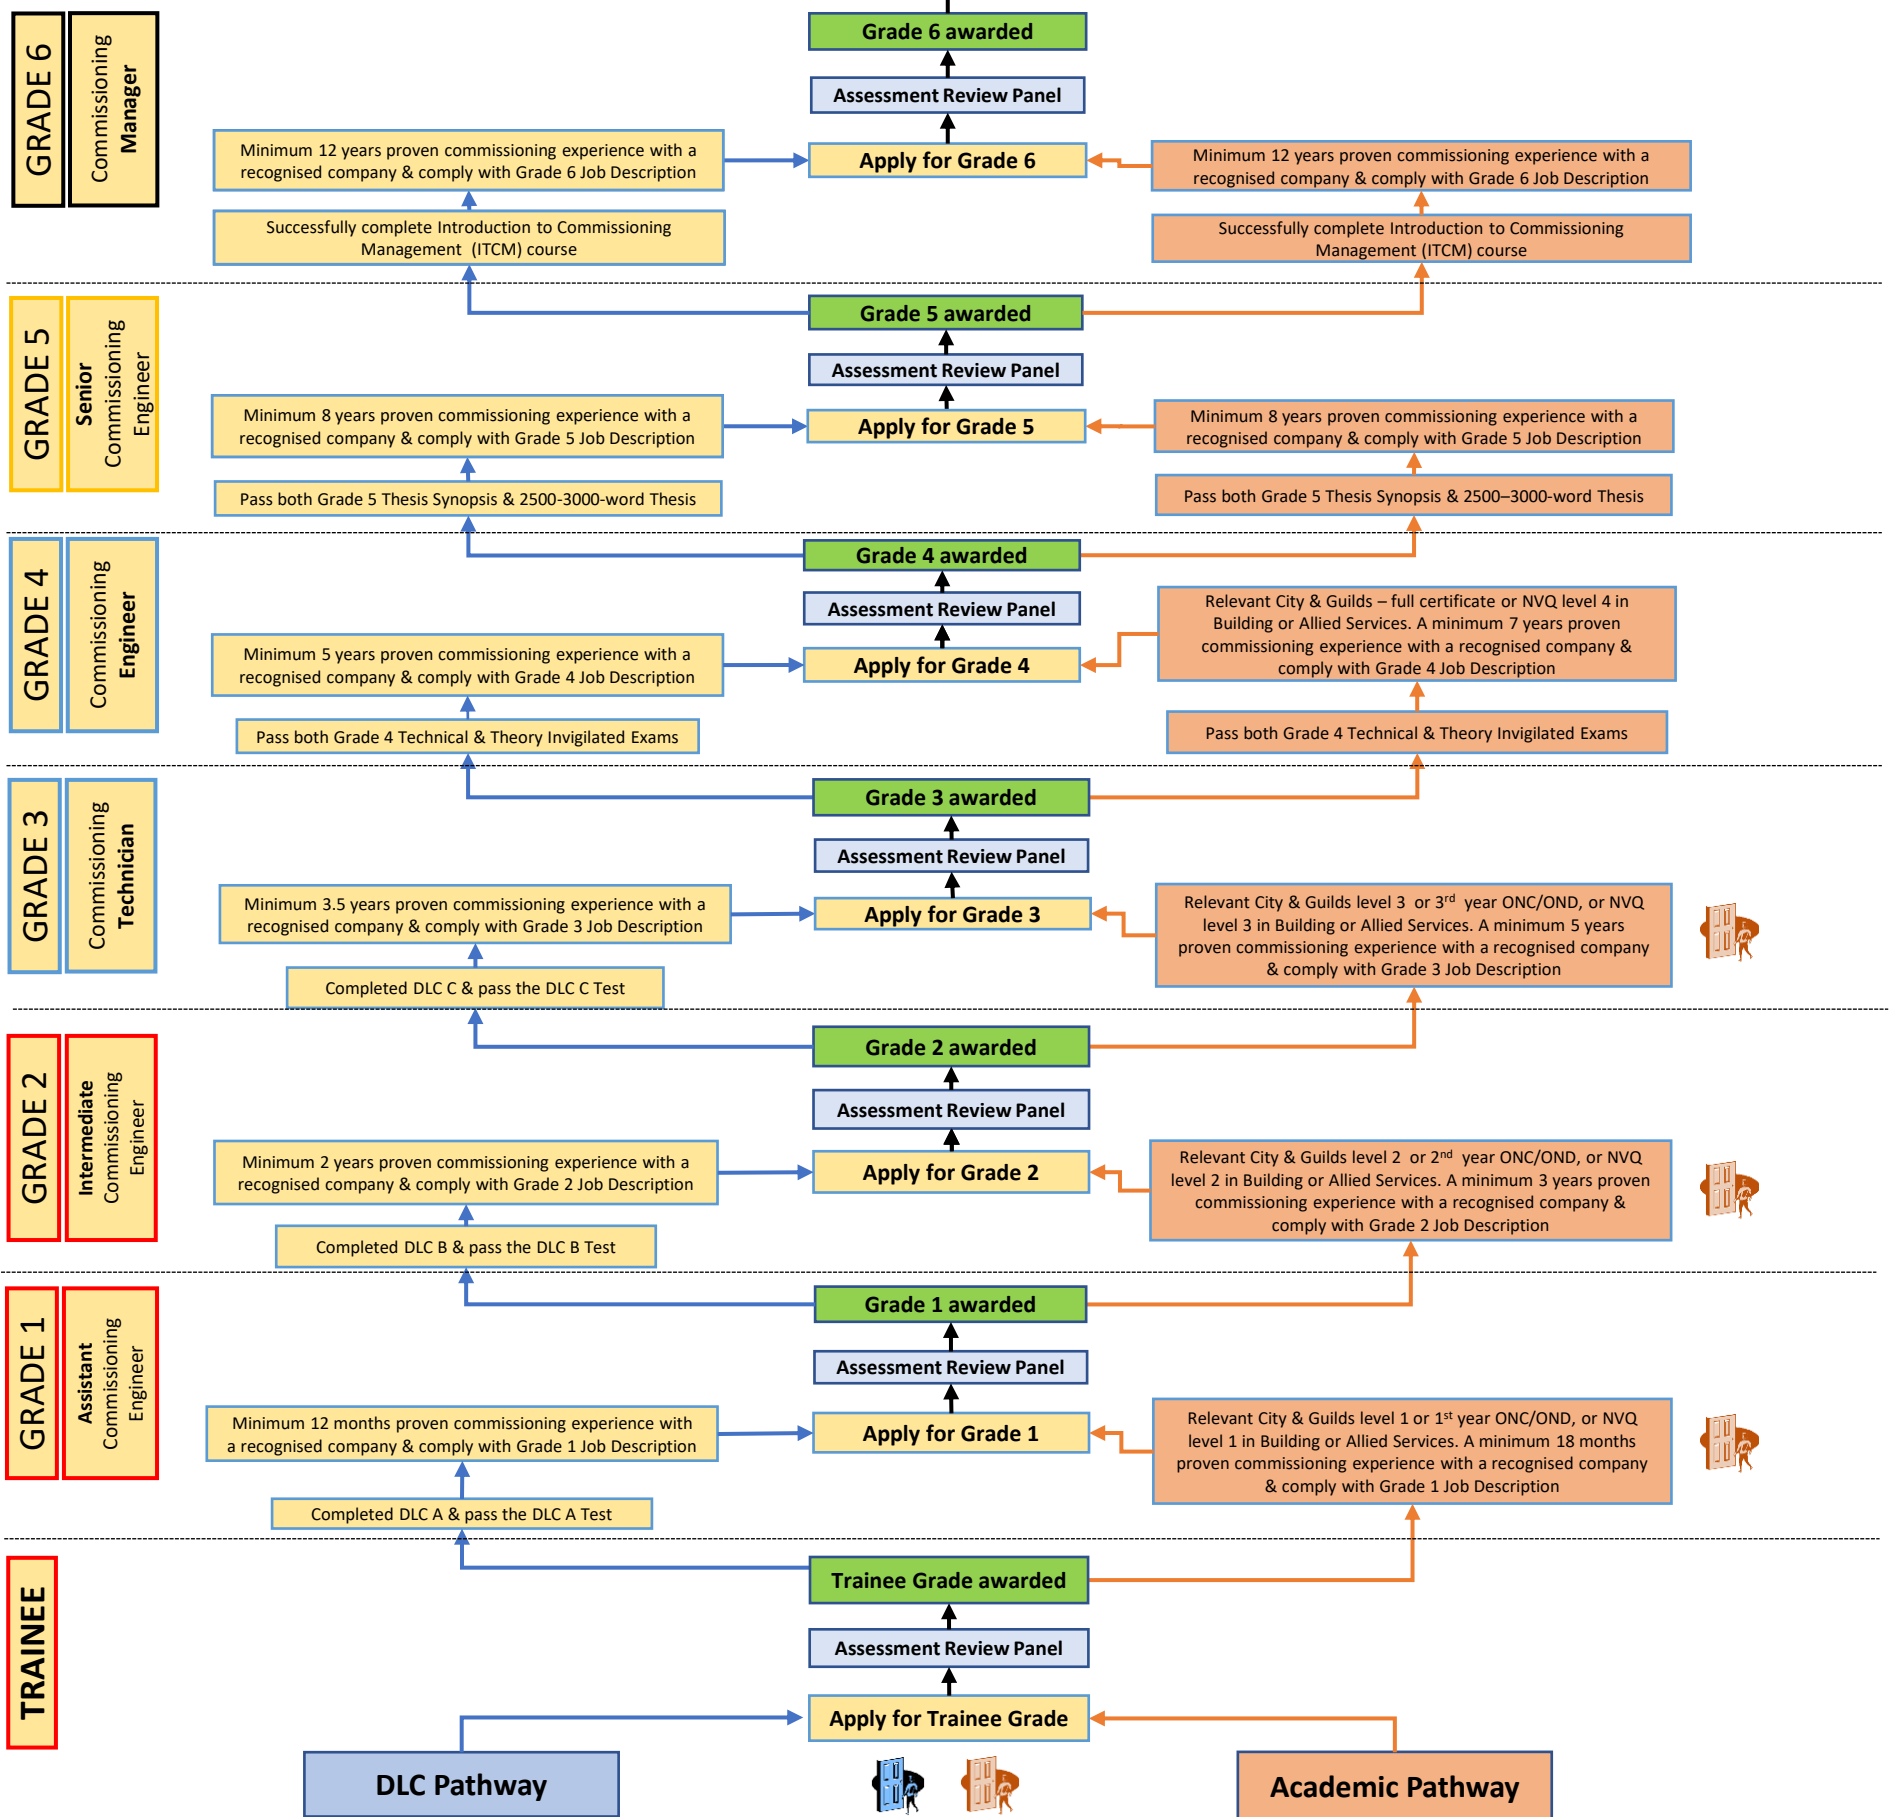 GRADE 6
Commissioning
Manager
Grade 6 awarded
Assessment Review Panel
Minimum 12 years proven commissioning experience with a
recognised company & comply with Grade 6 Job Description
Apply for Grade 6
Minimum 12 years proven commissioning experience with a
recognised company & comply with Grade 6 Job Description
Successfully complete Introduction to Commissioning
Management (ITCM) course
Successfully complete Introduction to Commissioning
Management (ITCM) course
GRADE 5
Senior
Commissioning
Engineer
Grade 5 awarded
Assessment Review Panel
Minimum 8 years proven commissioning experience with a
recognised company & comply with Grade 5 Job Description
Apply for Grade 5
Minimum 8 years proven commissioning experience with a
recognised company & comply with Grade 5 Job Description
Pass both Grade 5 Thesis Synopsis & 2500-3000-word Thesis
Pass both Grade 5 Thesis Synopsis & 2500–3000-word Thesis
GRADE 4
Commissioning
Engineer
Grade 4 awarded
Assessment Review Panel
Minimum 5 years proven commissioning experience with a
recognised company & comply with Grade 4 Job Description
Apply for Grade 4
Relevant City & Guilds – full certificate or NVQ level 4 in
Building or Allied Services. A minimum 7 years proven
commissioning experience with a recognised company &
comply with Grade 4 Job Description
Pass both Grade 4 Technical & Theory Invigilated Exams
Pass both Grade 4 Technical & Theory Invigilated Exams
GRADE 3
Commissioning
Technician
Grade 3 awarded
Assessment Review Panel
Minimum 3.5 years proven commissioning experience with a
recognised company & comply with Grade 3 Job Description
Apply for Grade 3
Relevant City & Guilds level 3 or 3rd year ONC/OND, or NVQ
level 3 in Building or Allied Services. A minimum 5 years
proven commissioning experience with a recognised company
& comply with Grade 3 Job Description
Completed DLC C & pass the DLC C Test
GRADE 2
Intermediate
Commissioning
Engineer
Grade 2 awarded
Assessment Review Panel
Minimum 2 years proven commissioning experience with a
recognised company & comply with Grade 2 Job Description
Apply for Grade 2
Relevant City & Guilds level 2 or 2nd year ONC/OND, or NVQ
level 2 in Building or Allied Services. A minimum 3 years proven
commissioning experience with a recognised company &
comply with Grade 2 Job Description
Completed DLC B & pass the DLC B Test
GRADE 1
Assistant
Commissioning
Engineer
Grade 1 awarded
Assessment Review Panel
Minimum 12 months proven commissioning experience with
a recognised company & comply with Grade 1 Job Description
Apply for Grade 1
Relevant City & Guilds level 1 or 1st year ONC/OND, or NVQ
level 1 in Building or Allied Services. A minimum 18 months
proven commissioning experience with a recognised company
& comply with Grade 1 Job Description
Completed DLC A & pass the DLC A Test
TRAINEE
Trainee Grade awarded
Assessment Review Panel
Apply for Trainee Grade
DLC Pathway
Academic Pathway